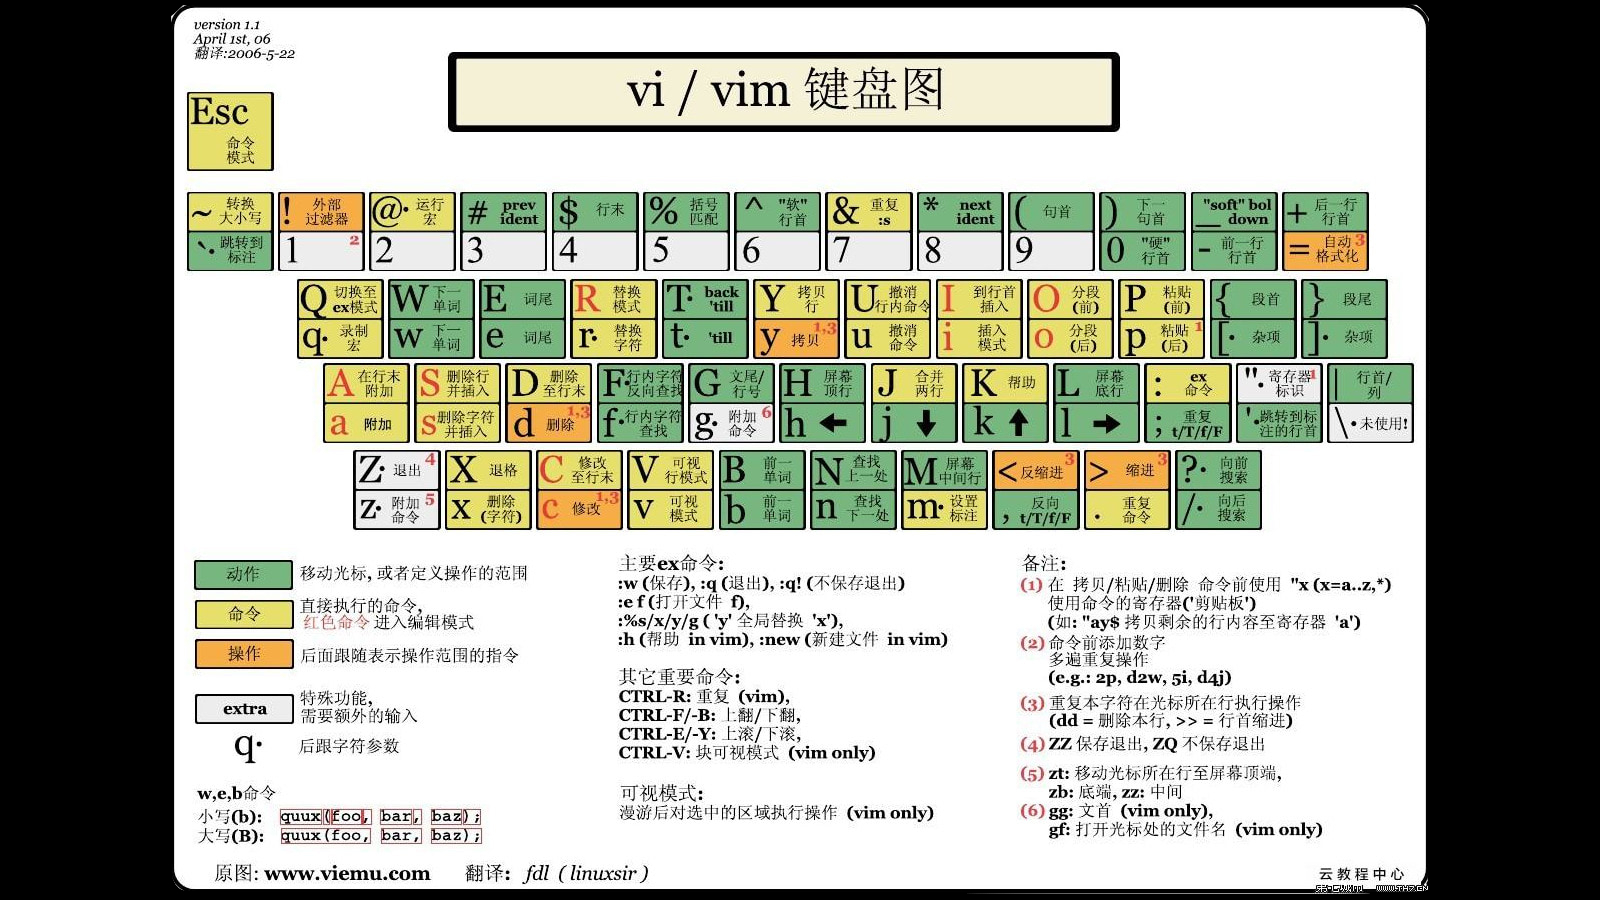 version 1.1
April 1st, 06
翻译:2006-5-22
vi / vim 键盘图
Esc
命令
模式
~ 转换
大小写
`· 跳转到
标注
! 外部
过滤器
1 2
@· 运行
宏
2
# prev
ident
3
$ 行末
4
% 括号
匹配
5
^ "软"
行首
6
& 重复
:s
7
* next
ident
8
( 句首
9
) 下一
句首
0 "硬"
行首
_ "soft" bol
down
- 前一行
行首
+ 后一行
行首
= 自动 3
格式化
Q 切换至
ex模式
q· 录制
宏
W 下一
单词
w 下一
单词
E 词尾
e 词尾
R 替换
模式
r· 替换
字符
T· back
'till
t· 'till
Y 拷贝
行
y 拷贝 1,3
U 撤消
行内命令
u 撤消
命令
I 到行首
插入
i 插入
模式
O 分段
(前)
o 分段
(后)
P 粘贴
(前)
p 粘贴 1
(后)
{ 段首
[· 杂项
} 段尾
]· 杂项
A 在行末
附加
a 附加
S 删除行
并插入
s 删除字符
并插入
D 删除
至行末
d 删除 1,3
F· 行内字符
反向查找
f· 行内字符
查找
G 文尾/
行号
g· 附加 6
命令
H 屏幕
顶行
h ←
J 合并
两行
j ↓
K 帮助
k ↑
L 屏幕
底行
l →
: ex
命令
; 重复
t/T/f/F
"· 寄存器 1
标识
'· 跳转到标
注的行首
| 行首/
列
\· 未使用!
Z· 退出 4
z· 附加 5
命令
X 退格
x 删除
(字符)
C 修改
至行末
c 修改 1,3
V 可视
行模式
v 可视
模式
B 前一
单词
b 前一
单词
N 查找
上一处
n 查找
下一处
M 屏幕
中间行
m· 设置
标注
< 反缩进 3
, 反向
t/T/f/F
> 缩进 3
. 重复
命令
?· 向前
搜索
/· 向后
搜索
动作 移动光标, 或者定义操作的范围
命令 直接执行的命令,
红色命令 进入编辑模式
操作 后面跟随表示操作范围的指令
extra 特殊功能,
需要额外的输入
q· 后跟字符参数
w,e,b命令
小写(b): quux(foo, bar, baz);
大写(B): quux(foo, bar, baz);
主要ex命令:
:w (保存), :q (退出), :q! (不保存退出)
:e f (打开文件 f),
:%s/x/y/g ( 'y' 全局替换 'x'),
:h (帮助 in vim), :new (新建文件 in vim)
其它重要命令:
CTRL-R: 重复 (vim),
CTRL-F/-B: 上翻/下翻,
CTRL-E/-Y: 上滚/下滚,
CTRL-V: 块可视模式 (vim only)
可视模式:
漫游后对选中的区域执行操作 (vim only)
备注:
(1) 在 拷贝/粘贴/删除 命令前使用 "x (x=a..z,*)
使用命令的寄存器('剪贴板')
(如: "ay$ 拷贝剩余的行内容至寄存器 'a')
(2) 命令前添加数字
多遍重复操作
(e.g.: 2p, d2w, 5i, d4j)
(3) 重复本字符在光标所在行执行操作
(dd = 删除本行, >> = 行首缩进)
(4) ZZ 保存退出, ZQ 不保存退出
(5) zt: 移动光标所在行至屏幕顶端,
zb: 底端, zz: 中间
(6) gg: 文首 (vim only),
gf: 打开光标处的文件名 (vim only)
原图: www.viemu.com 翻译: fdl ( linuxsir )
云教程中心